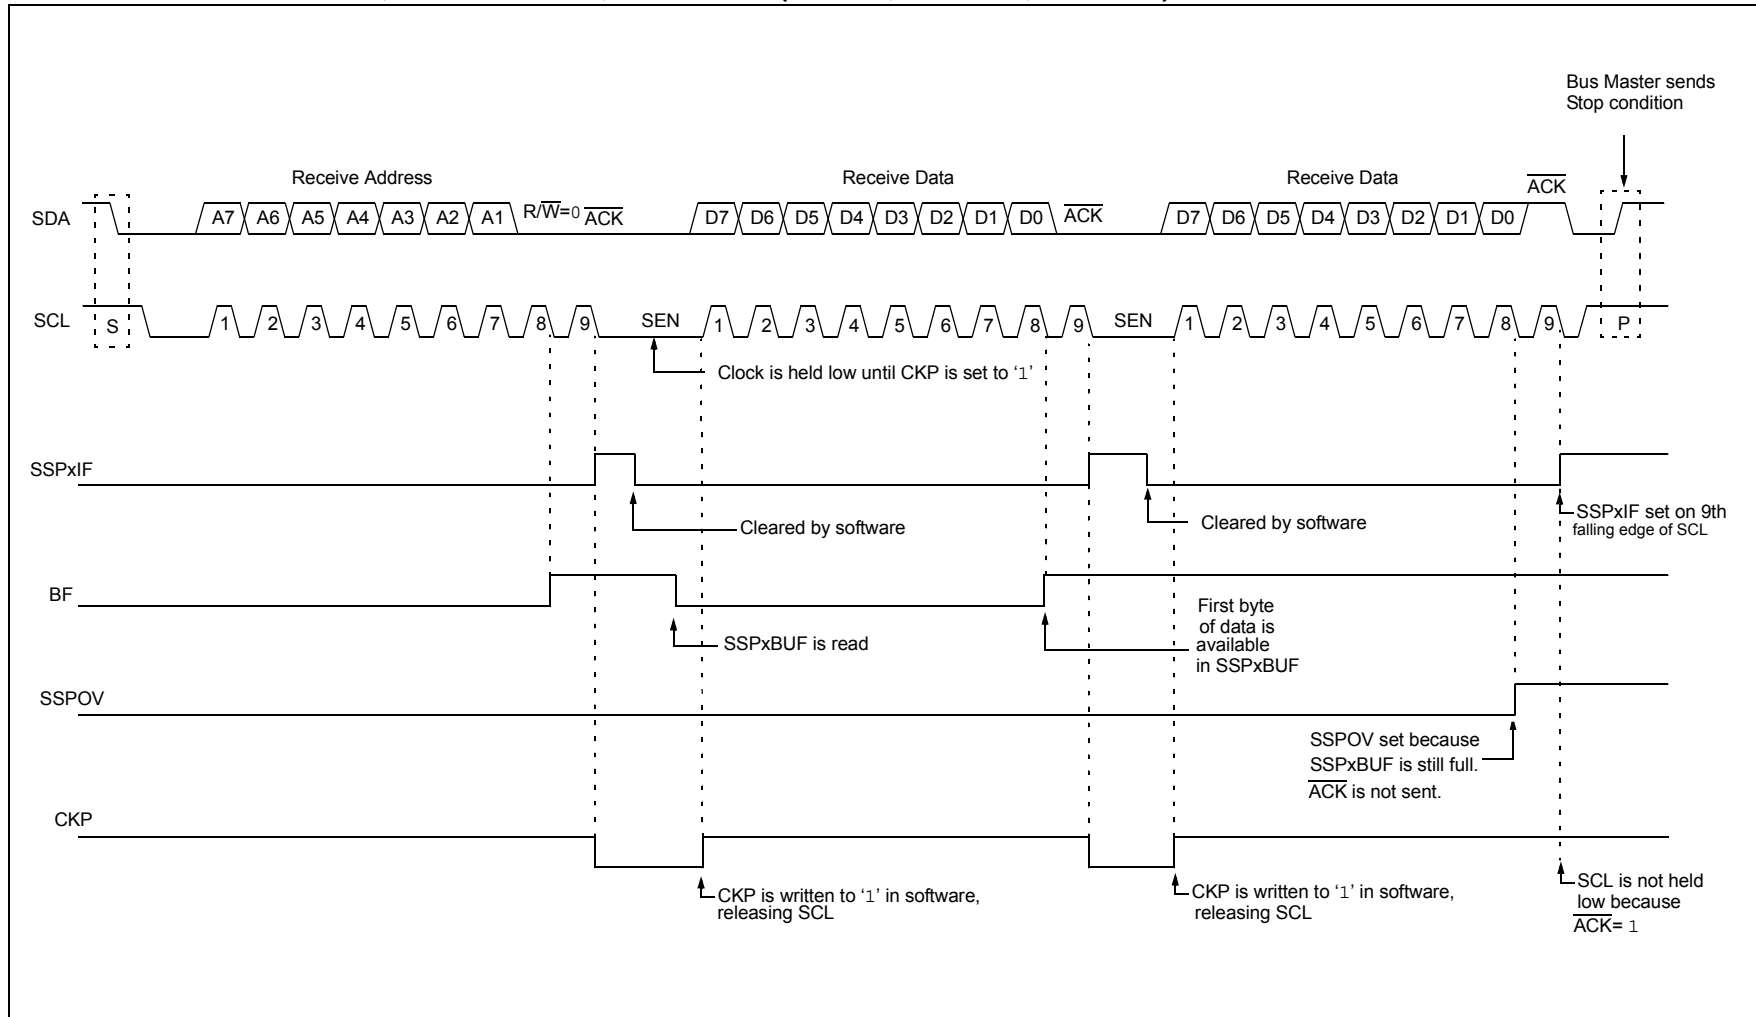 Bus Master sends
Stop condition
Receive Address
Receive Data
Receive Data
ACK
SDA
A7 A6 A5 A4 A3 A2 A1 R/W=0 ACK
D7 D6 D5 D4 D3 D2 D1 D0 ACK
D7 D6 D5 D4 D3 D2 D1 D0
SCL
S
1 2 3 4 5 6 7 8 9 SEN
1 2 3 4 5 6 7 8 9 SEN
1 2 3 4 5 6 7 8 9 P
Clock is held low until CKP is set to ‘1’
SSPxIF
Cleared by software
Cleared by software
SSPxIF set on 9th
falling edge of SCL
BF
SSPxBUF is read
First byte
of data is
available
in SSPxBUF
SSPOV
SSPOV set because
SSPxBUF is still full.
ACK is not sent.
CKP
CKP is written to ‘1’ in software,
releasing SCL
CKP is written to ‘1’ in software,
releasing SCL
SCL is not held
low because
ACK= 1